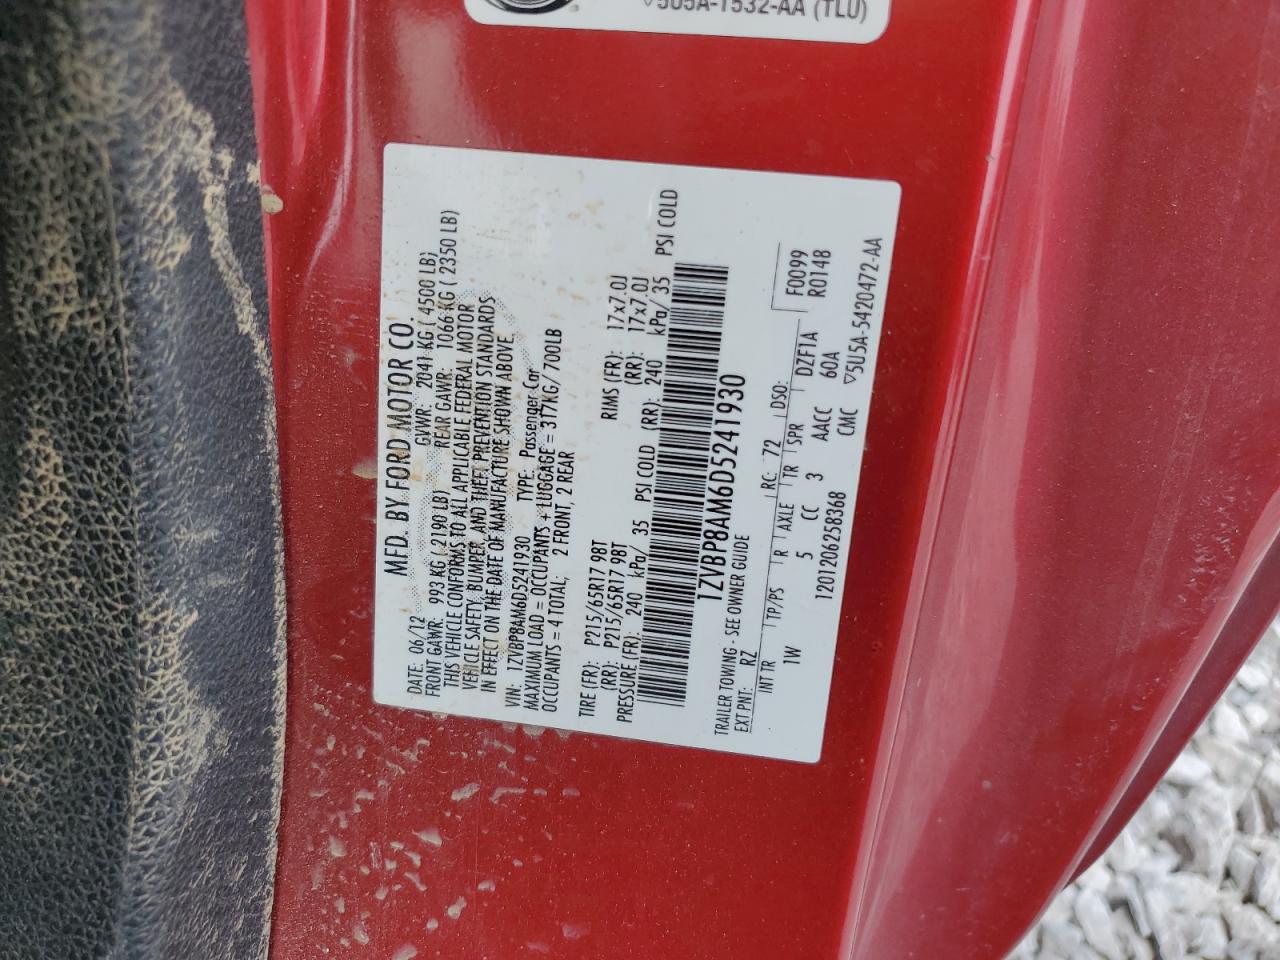 5U5A-1532-AA (TLU)
MFD. BY FORD MOTOR CO.
DATE: 06/12 GVWR: 2041 KG ( 4500 LB)
FRONT GAWR: 993 KG ( 2190 LB) REAR GAWR: 1066 KG ( 2350 LB)
THIS VEHICLE CONFORMS TO ALL APPLICABLE FEDERAL MOTOR
VEHICLE SAFETY, BUMPER, AND THEFT PREVENTION STANDARDS
IN EFFECT ON THE DATE OF MANUFACTURE SHOWN ABOVE.
VIN: 1ZVBP8AM6D5241930 TYPE: Passenger Car
MAXIMUM LOAD = OCCUPANTS + LUGGAGE = 317KG/ 700LB
OCCUPANTS = 4 TOTAL; 2 FRONT, 2 REAR
TIRE (FR): P215/65R17 98T RIMS (FR): 17x7.0J
(RR): P215/65R17 98T (RR): 17x7.0J
PRESSURE (FR): 240 kPa/ 35 PSI COLD (RR): 240 kPa/ 35 PSI COLD
1ZVBP8AM6D5241930
TRAILER TOWING - SEE OWNER GUIDE
EXT PNT: RZ RC: 72 DSO: F0099
INT TR TP/PS R AXLE TR SPR DZF1A R0148
1W 5 CC 3 AACC 60A
1201206258368 CMC ▽5U5A-5420472-AA